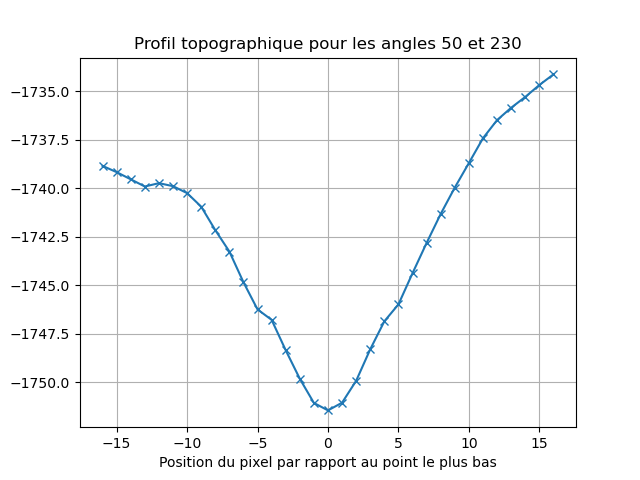 Profil topographique pour les angles 50 et 230
−1735.0
−1737.5
−1740.0
−1742.5
−1745.0
−1747.5
−1750.0
−15 −10 −5 0 5 10 15
Position du pixel par rapport au point le plus bas